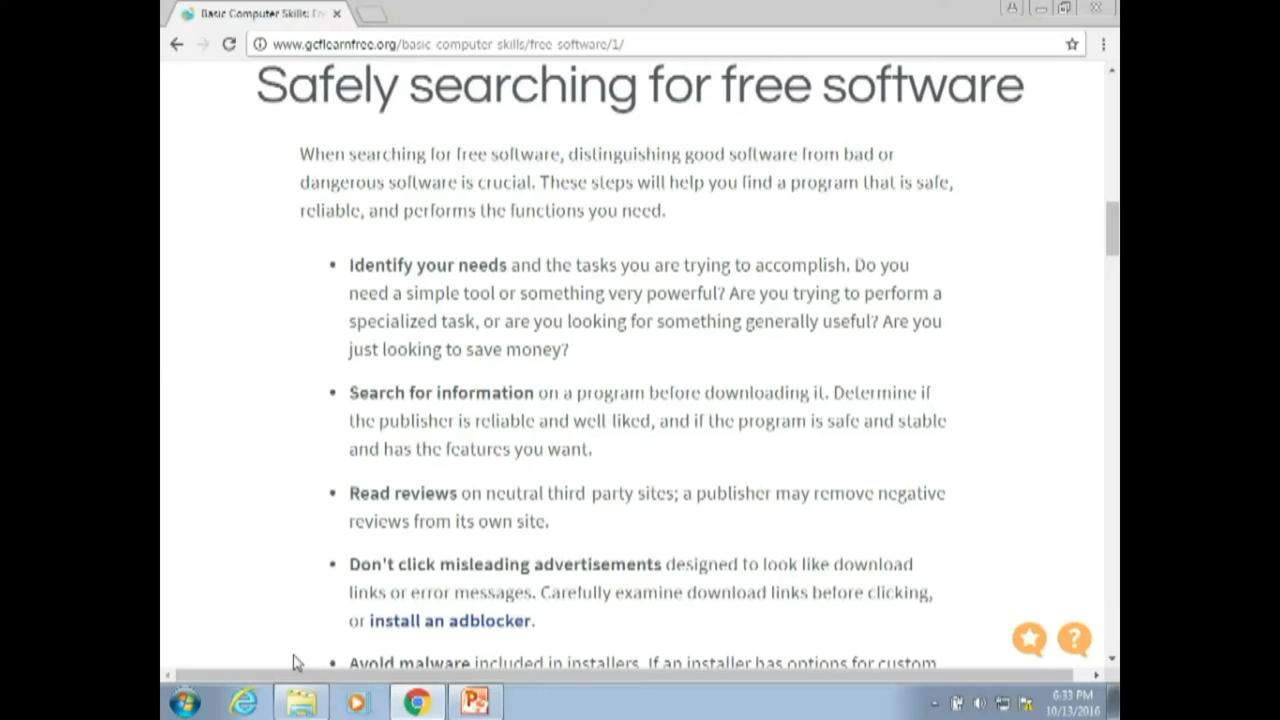 Basic Computer Skills: Fre
www.gcflearnfree.org/basic computer skills/free software/1/
Safely searching for free software
When searching for free software, distinguishing good software from bad or
dangerous software is crucial. These steps will help you find a program that is safe,
reliable, and performs the functions you need.
• Identify your needs and the tasks you are trying to accomplish. Do you
need a simple tool or something very powerful? Are you trying to perform a
specialized task, or are you looking for something generally useful? Are you
just looking to save money?
• Search for information on a program before downloading it. Determine if
the publisher is reliable and well liked, and if the program is safe and stable
and has the features you want.
• Read reviews on neutral third party sites; a publisher may remove negative
reviews from its own site.
• Don't click misleading advertisements designed to look like download
links or error messages. Carefully examine download links before clicking,
or install an adblocker.
• Avoid malware included in installers. If an installer has options for custom
6:33 PM
10/13/2016